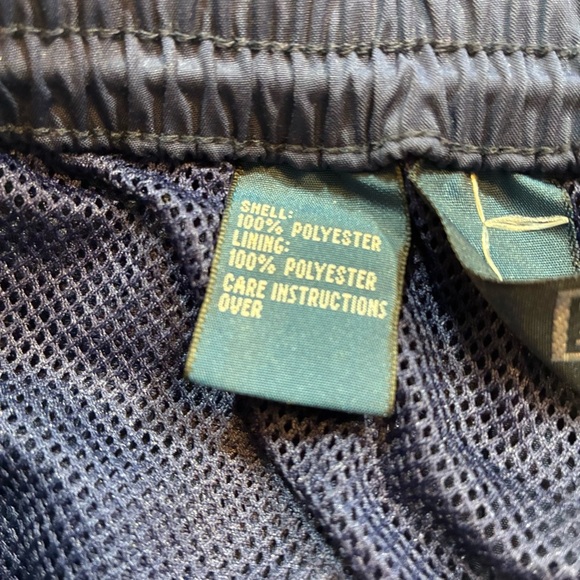 SHELL:
100% POLYESTER
LINING:
100% POLYESTER
CARE INSTRUCTIONS
OVER